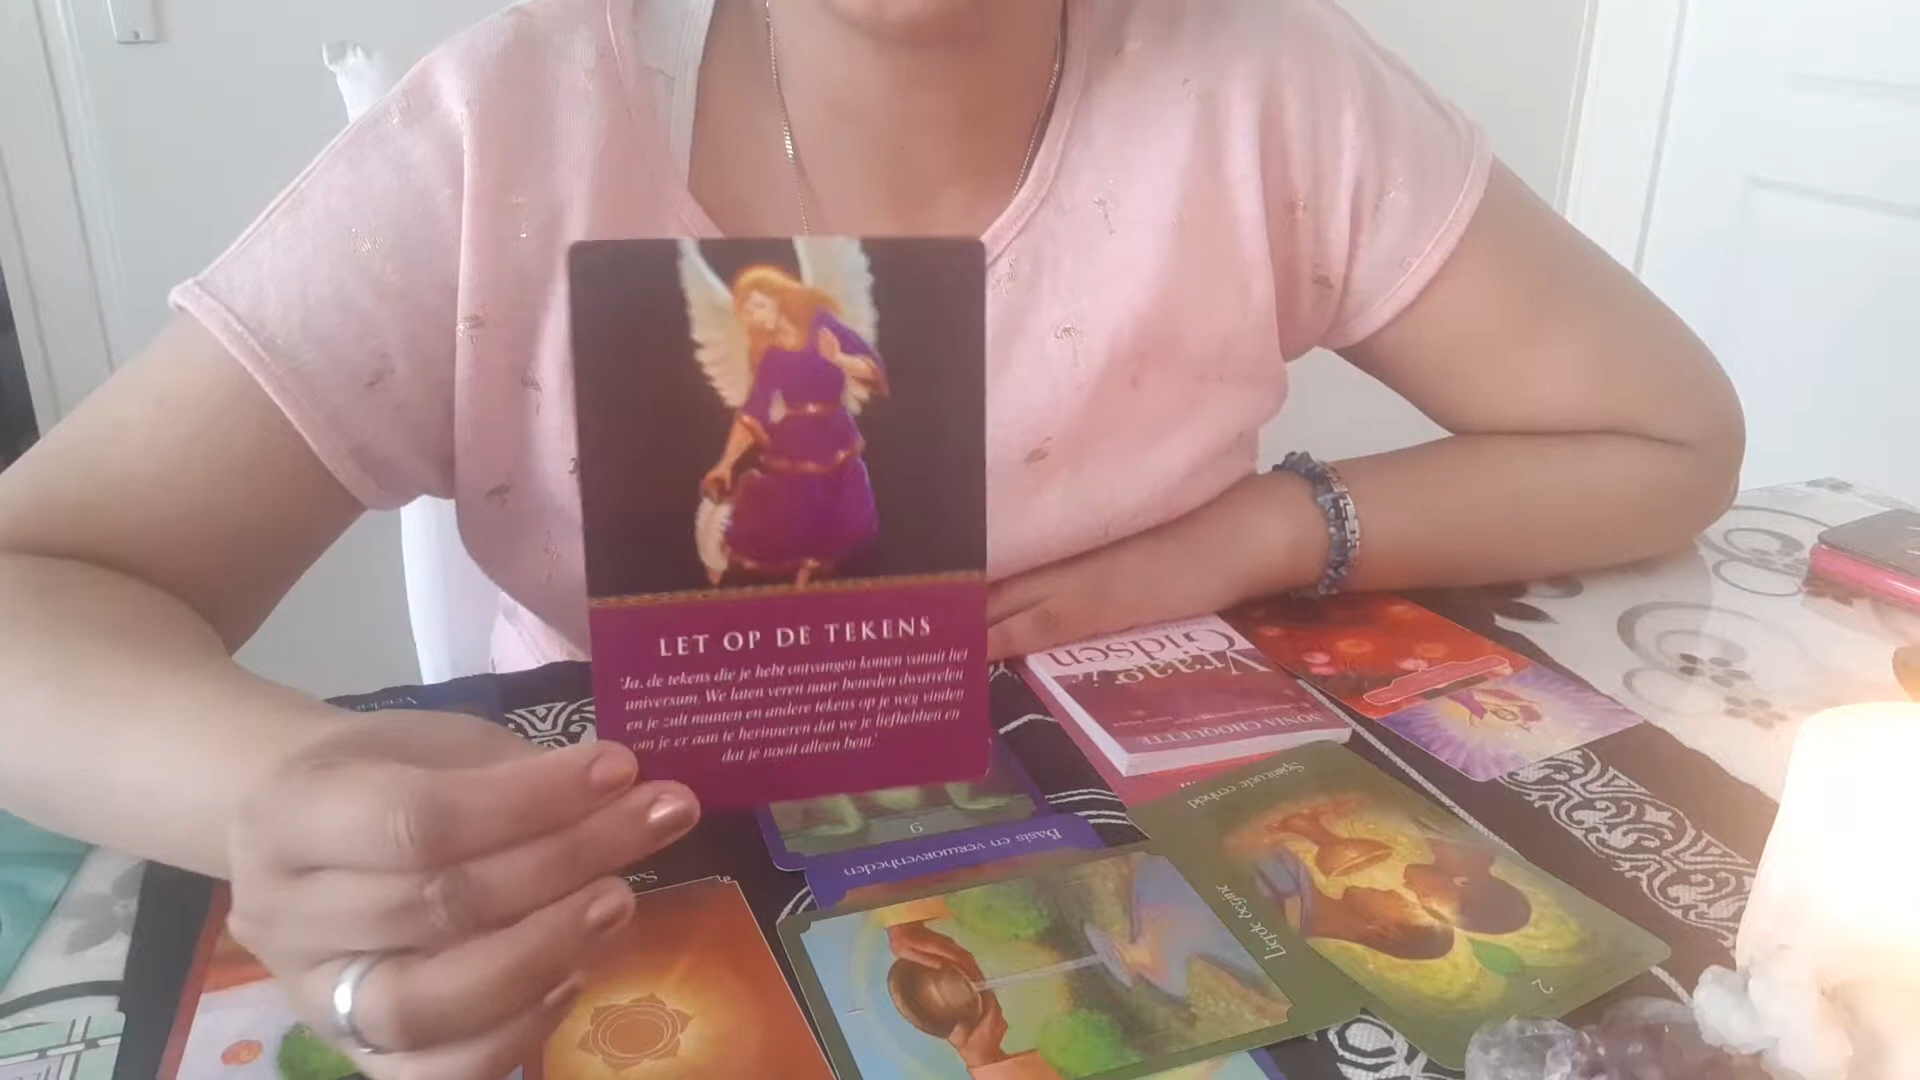 LET OP DE TEKENS
'Ja, de tekens die je hebt ontvangen komen vanuit het
universum. We laten veren naar beneden dwarrelen
en je zult munten en andere tekens op je weg vinden
om je er aan te herinneren dat we je liefhebben en
dat je nooit alleen bent.'
Vraag je
Gidsen
SONIA CHOQUETTE
9
Basis en verworvenheden
Spirituele eenheid
Liefde begint
2